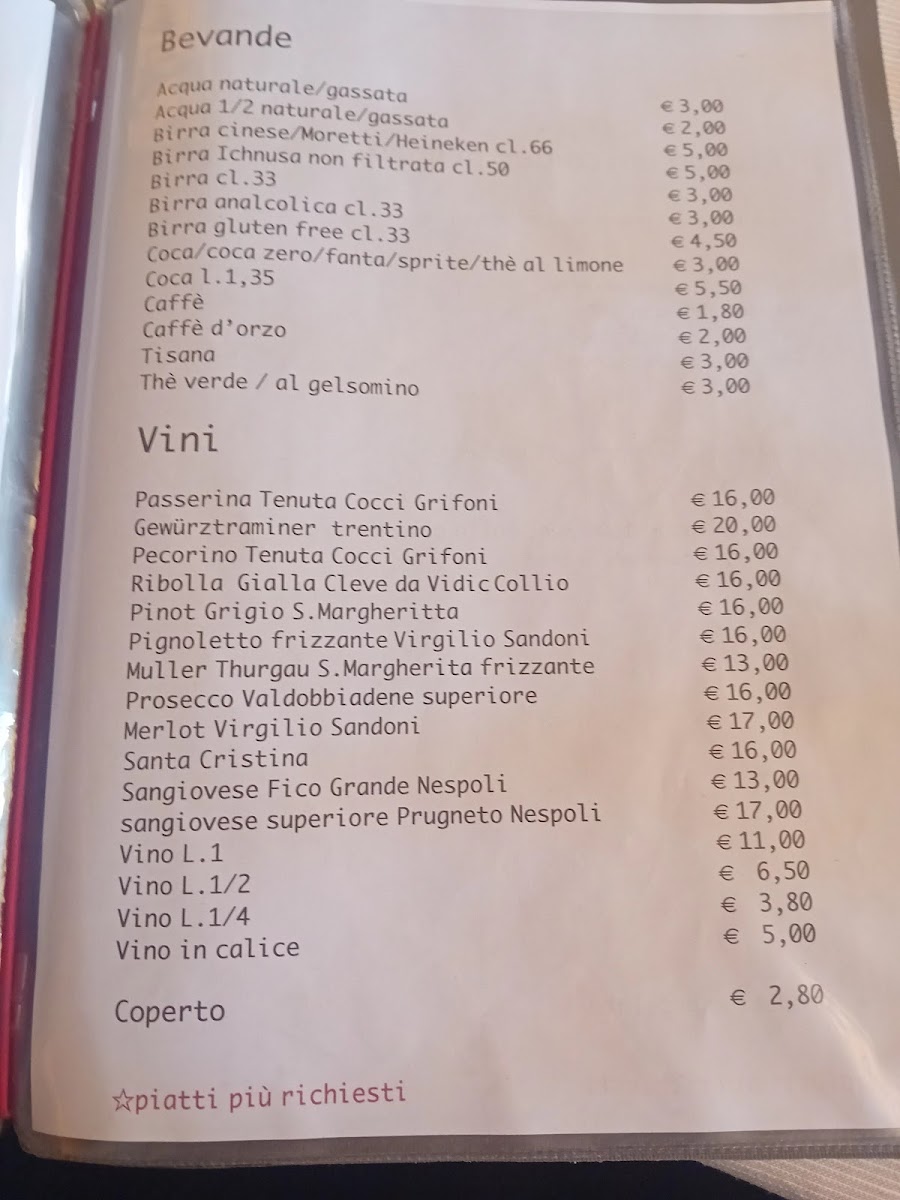 Bevande
Acqua naturale/gassata € 3,00
Acqua 1/2 naturale/gassata € 2,00
Birra cinese/Moretti/Heineken cl.66 € 5,00
Birra Ichnusa non filtrata cl.50 € 5,00
Birra cl.33 € 3,00
Birra analcolica cl.33 € 3,00
Birra gluten free cl.33 € 4,50
Coca/coca zero/fanta/sprite/thè al limone € 3,00
Coca l.1,35 € 5,50
Caffè € 1,80
Caffè d'orzo € 2,00
Tisana € 3,00
Thè verde / al gelsomino € 3,00
Vini
Passerina Tenuta Cocci Grifoni € 16,00
Gewürztraminer trentino € 20,00
Pecorino Tenuta Cocci Grifoni € 16,00
Ribolla Gialla Cleve da Vidic Collio € 16,00
Pinot Grigio S.Margheritta € 16,00
Pignoletto frizzante Virgilio Sandoni € 16,00
Muller Thurgau S.Margherita frizzante € 13,00
Prosecco Valdobbiadene superiore € 16,00
Merlot Virgilio Sandoni € 17,00
Santa Cristina € 16,00
Sangiovese Fico Grande Nespoli € 13,00
sangiovese superiore Prugneto Nespoli € 17,00
Vino L.1 € 11,00
Vino L.1/2 € 6,50
Vino L.1/4 € 3,80
Vino in calice € 5,00
Coperto € 2,80
☆piatti più richiesti